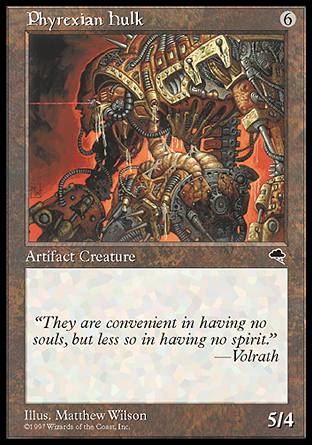 Phyrexian Hulk 6
Artifact Creature
“They are convenient in having no
souls, but less so in having no spirit.”
—Volrath
Illus. Matthew Wilson
©1997 Wizards of the Coast, Inc.
5/4